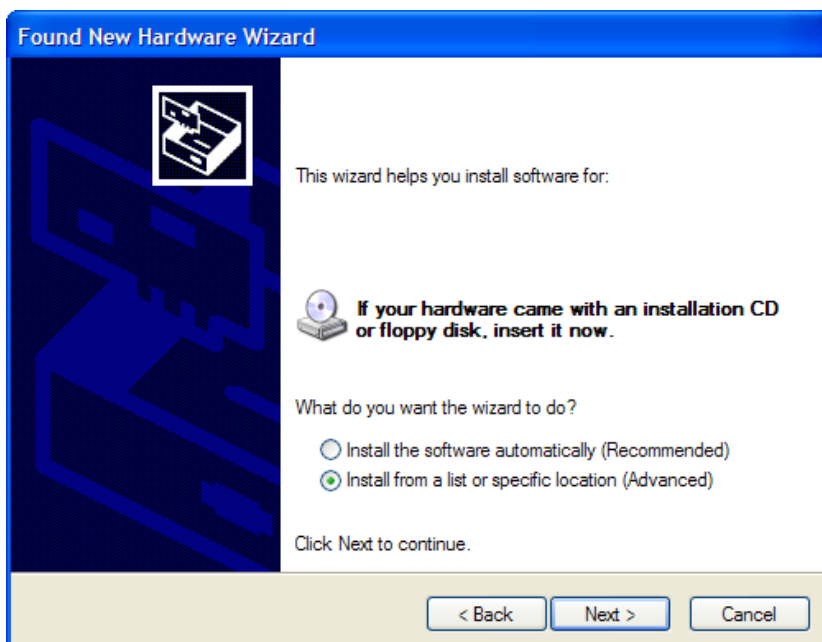 Found New Hardware Wizard
This wizard helps you install software for:
If your hardware came with an installation CD
or floppy disk, insert it now.
What do you want the wizard to do?
Install the software automatically (Recommended)
Install from a list or specific location (Advanced)
Click Next to continue.
< Back Next > Cancel